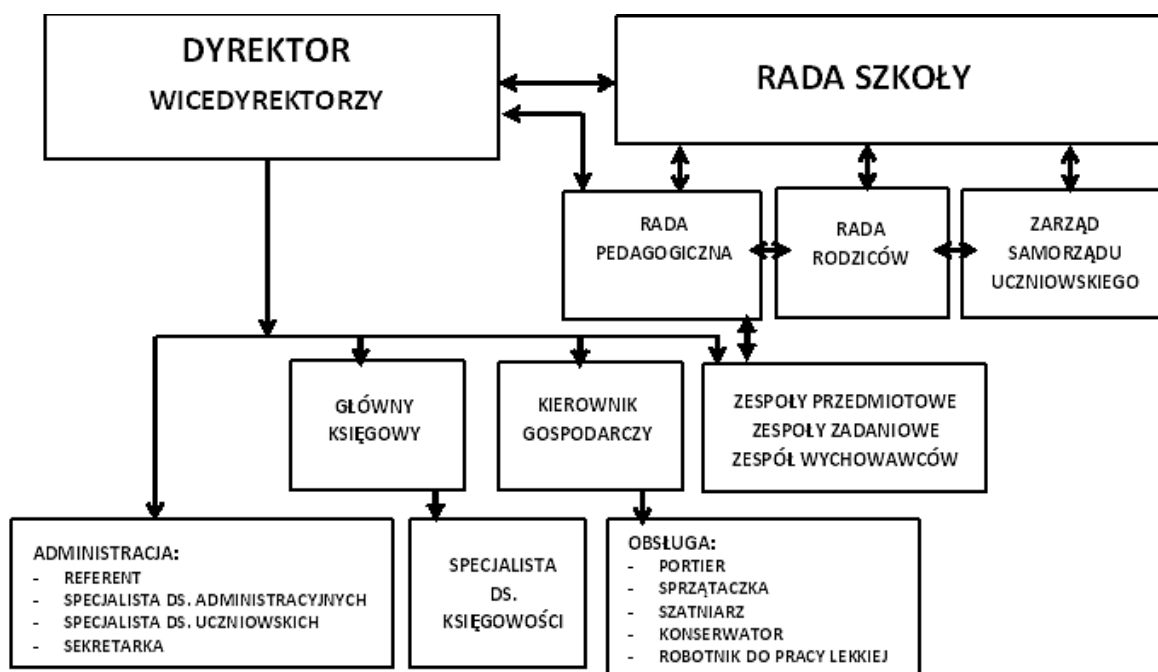 DYREKTOR
WICEDYREKTORZY
RADA SZKOŁY
RADA
PEDAGOGICZNA
RADA
RODZICÓW
ZARZĄD
SAMORZĄDU
UCZNIOWSKIEGO
GŁÓWNY
KSIĘGOWY
KIEROWNIK
GOSPODARCZY
ZESPOŁY PRZEDMIOTOWE
ZESPOŁY ZADANIOWE
ZESPÓŁ WYCHOWAWCÓW
ADMINISTRACJA:
- REFERENT
- SPECJALISTA DS. ADMINISTRACYJNYCH
- SPECJALISTA DS. UCZNIOWSKICH
- SEKRETARKA
SPECJALISTA
DS.
KSIĘGOWOŚCI
OBSŁUGA:
- PORTIER
- SPRZĄTACZKA
- SZATNIARZ
- KONSERWATOR
- ROBOTNIK DO PRACY LEKKIEJ